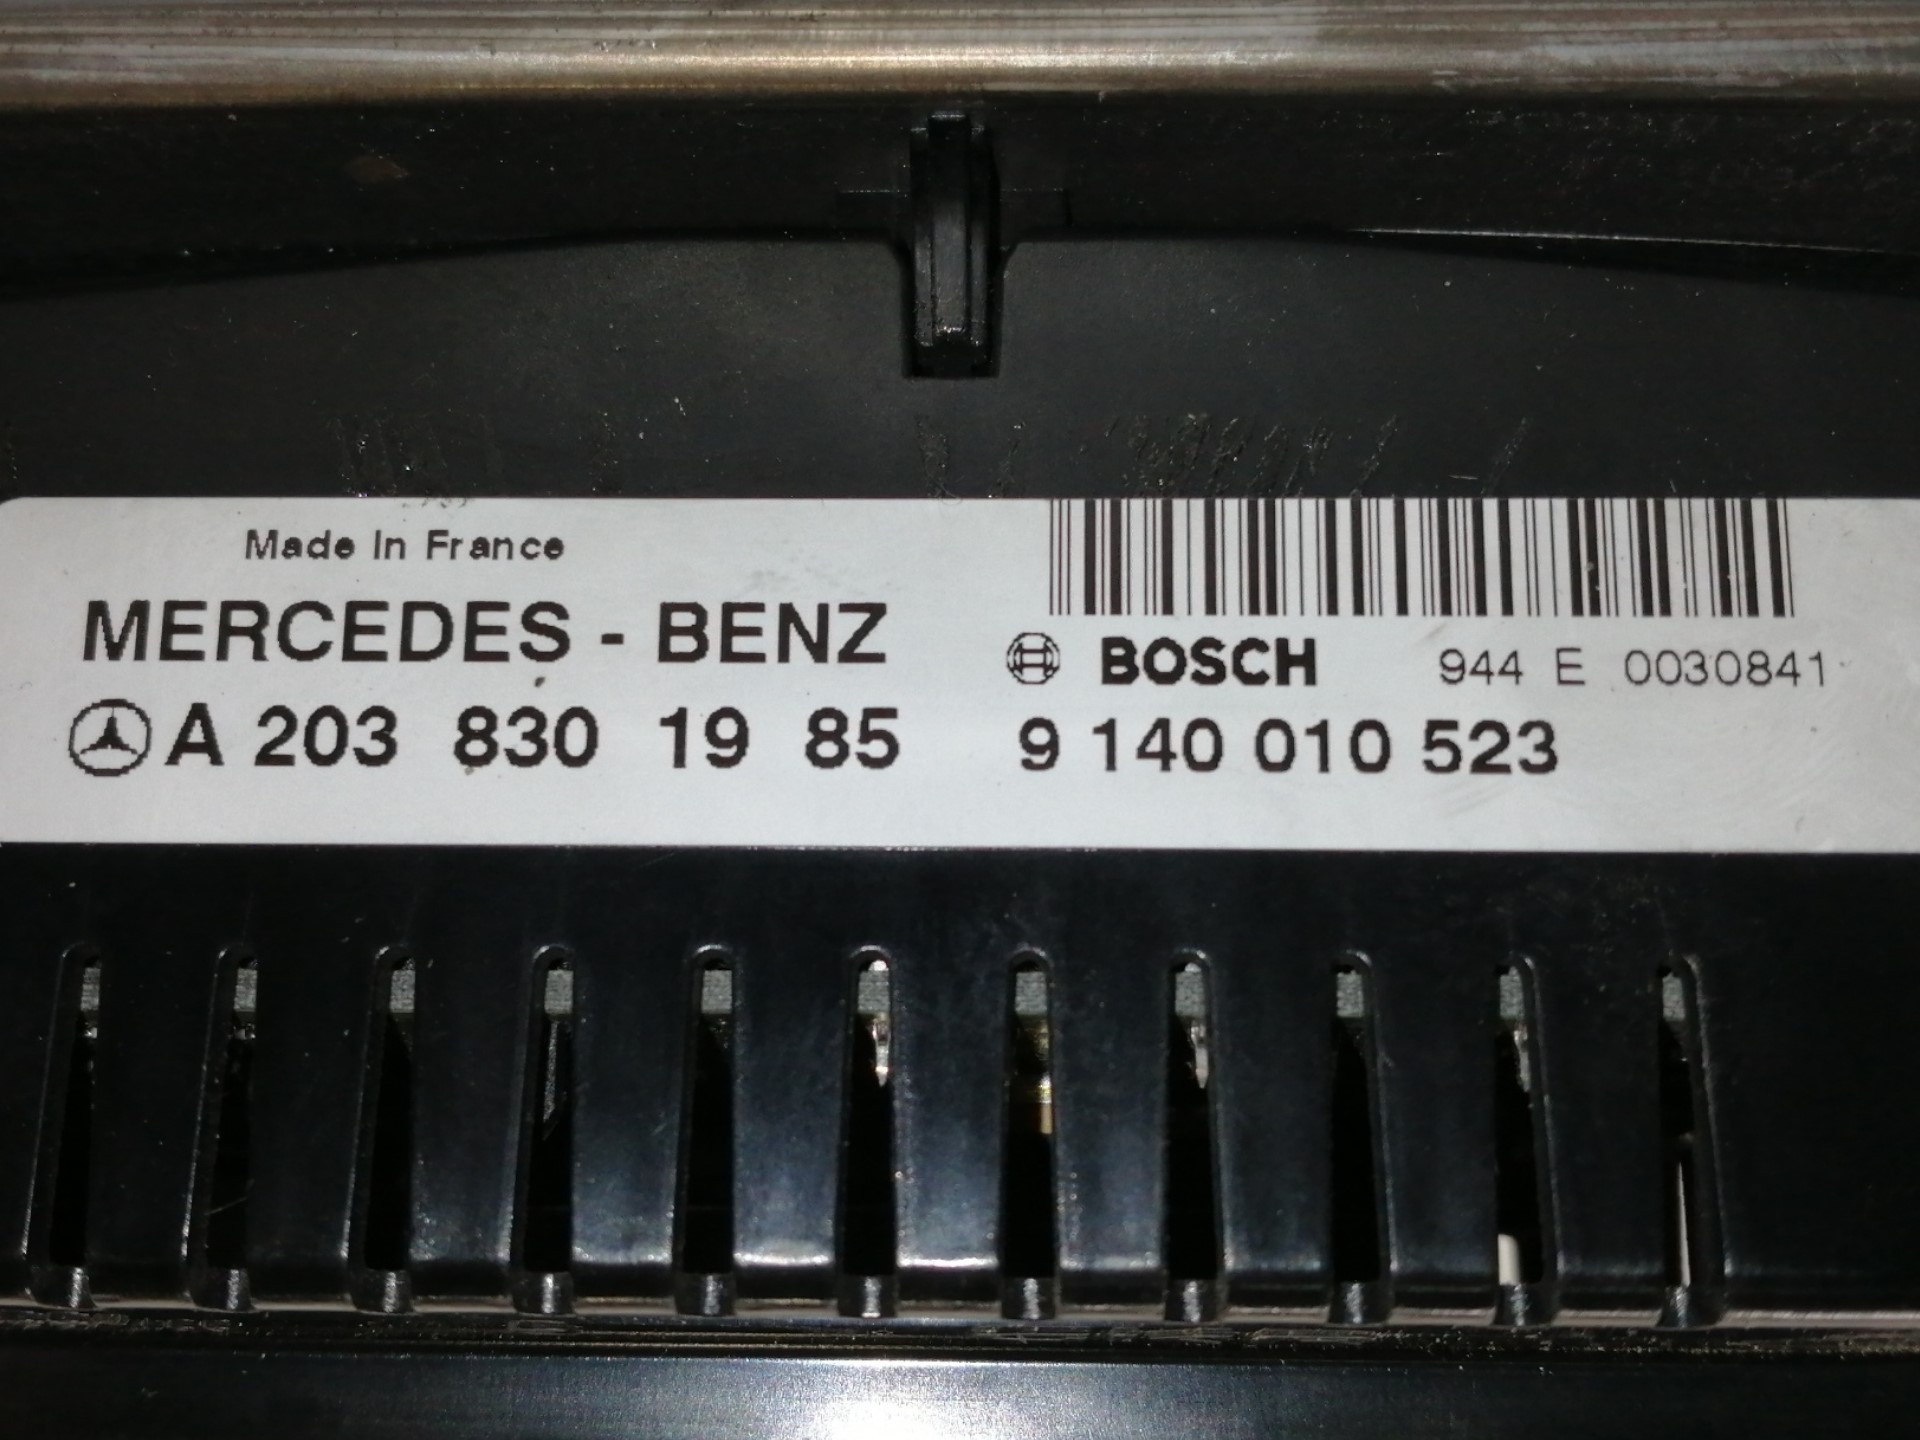 Made In France
MERCEDES - BENZ
A 203 830 19 85
BOSCH 944 E 0030841
9 140 010 523